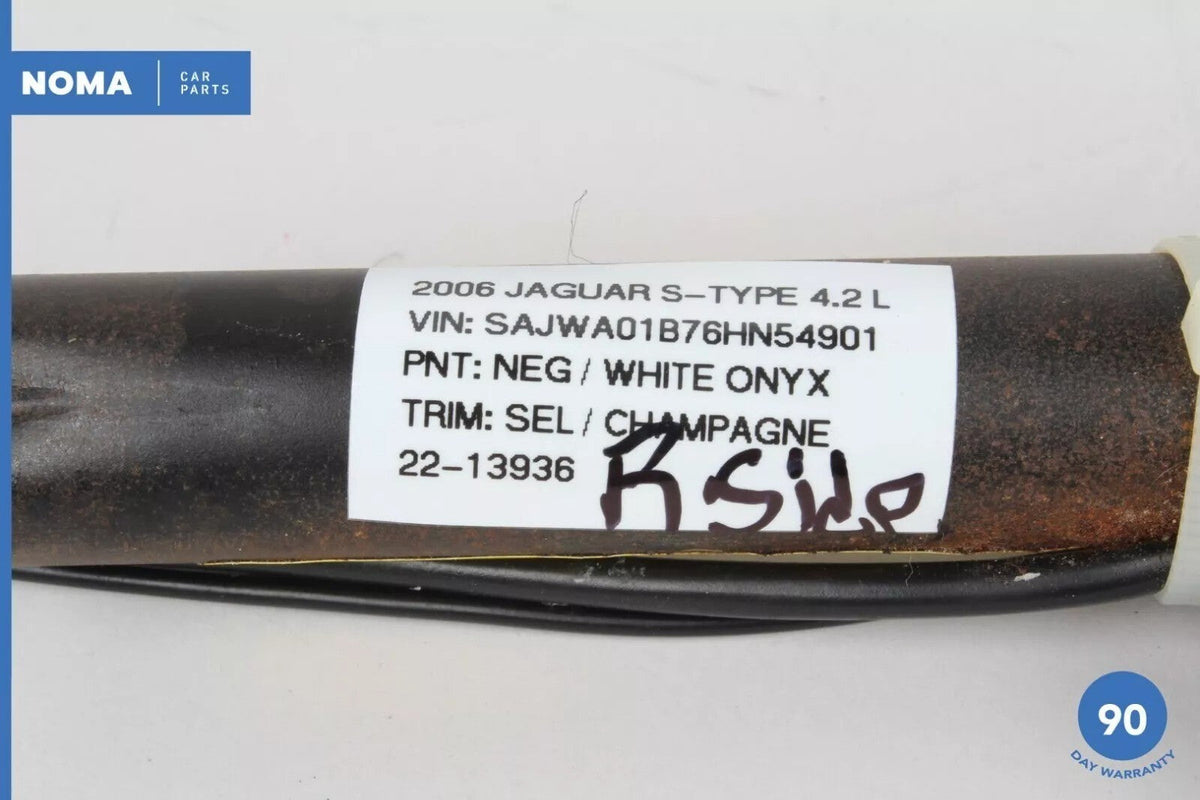 NOMA
CAR
PARTS
2006 JAGUAR S-TYPE 4.2 L
VIN: SAJWA01B76HN54901
PNT: NEG / WHITE ONYX
TRIM: SEL / CHAMPAGNE
22-13936
R Side
90
DAY WARRANTY